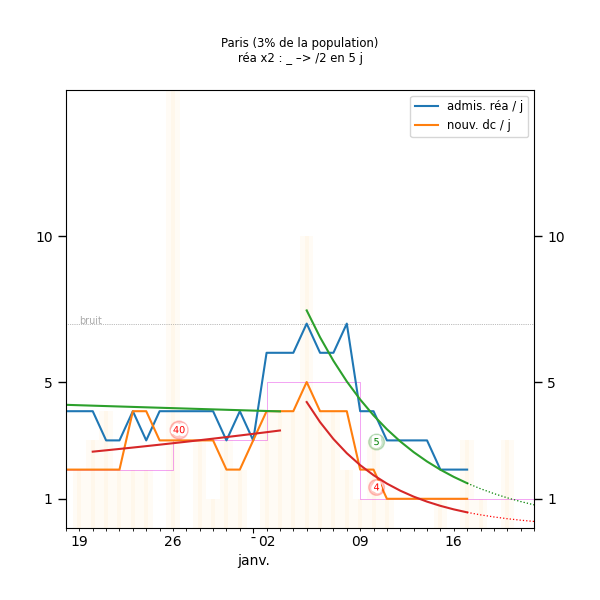 Paris (3% de la population)
réa x2 : _ –> /2 en 5 j
admis. réa / j
nouv. dc / j
10 10
bruit
5 5
40
5
4
1 1
19 26 - 02 09 16
janv.